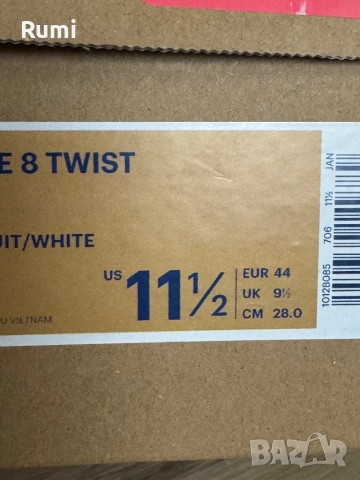 Rumi
E 8 TWIST
UIT/WHITE
US 11½
EUR 44
UK 9½
CM 28.0
U VIETNAM
1012B085 706 11½ JAN
BAZAR
bg